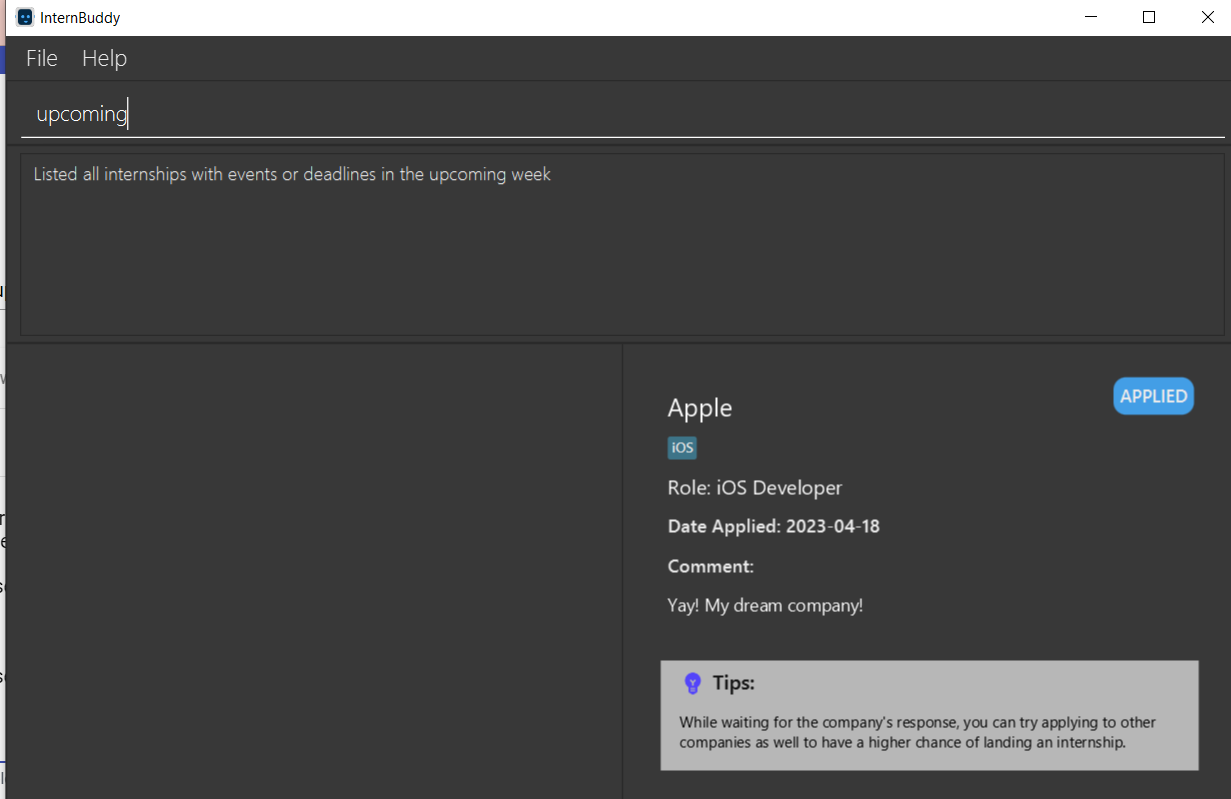 InternBuddy
File Help
upcoming
Listed all internships with events or deadlines in the upcoming week
Apple
APPLIED
iOS
Role: iOS Developer
Date Applied: 2023-04-18
Comment:
Yay! My dream company!
Tips:
While waiting for the company's response, you can try applying to other
companies as well to have a higher chance of landing an internship.